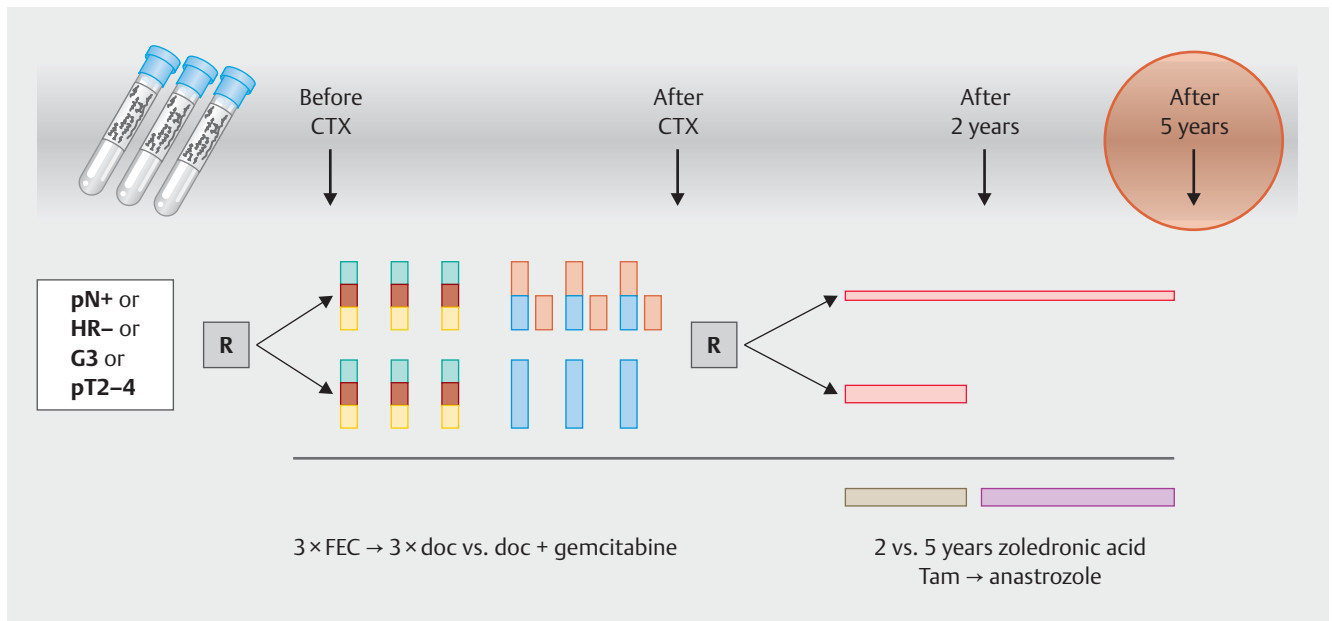 Before
CTX
After
CTX
After
2 years
After
5 years
pN+ or
HR– or
G3 or
pT2–4
R
R
3 × FEC → 3 × doc vs. doc + gemcitabine
2 vs. 5 years zoledronic acid
Tam → anastrozole